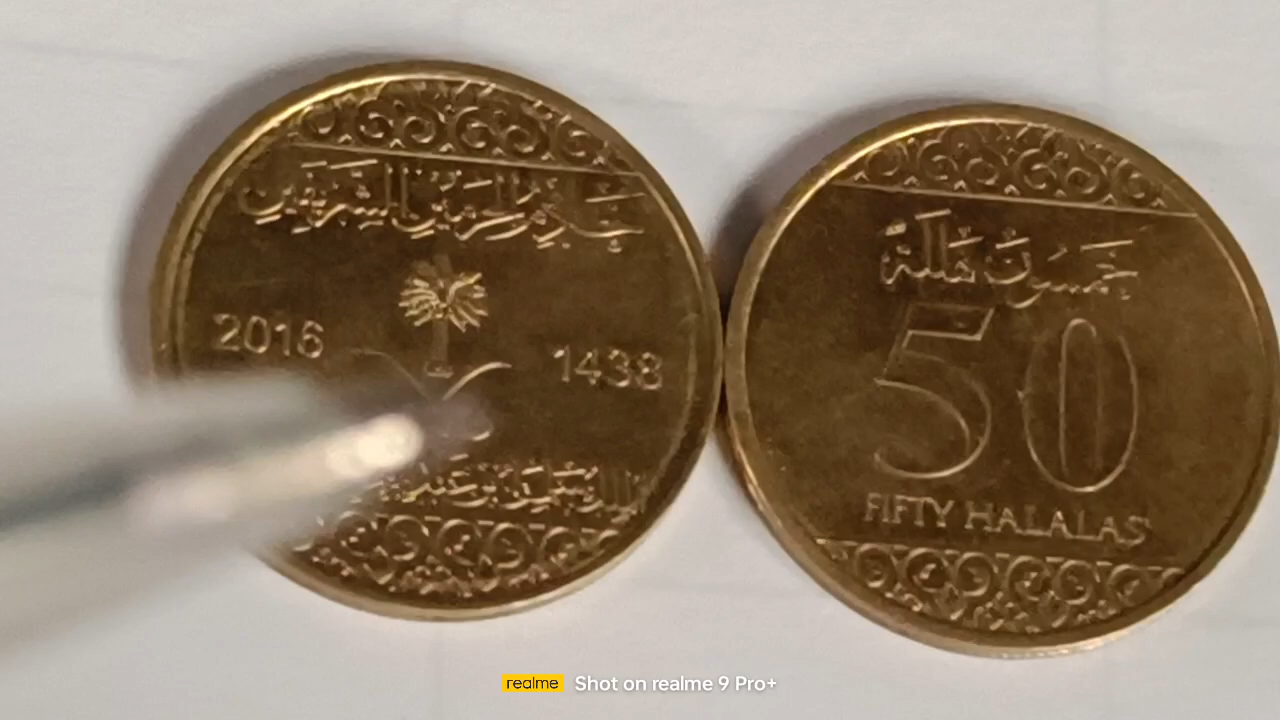 خادم الحرمين الشريفين
2016
1438
خمسون هللة
50
FIFTY HALALAS
realme
Shot on realme 9 Pro+